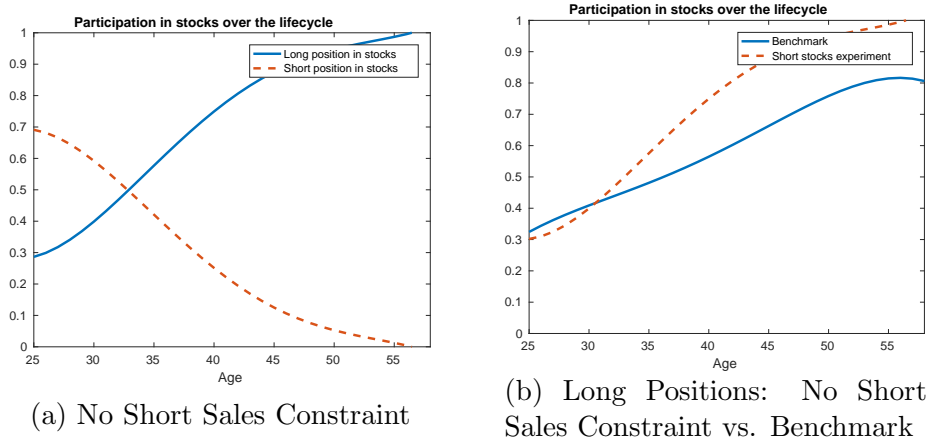 Participation in stocks over the lifecycle
1
0.9
0.8
0.7
0.6
0.5
0.4
0.3
0.2
0.1
0
25 30 35 40 45 50 55
Age
Long position in stocks
Short position in stocks
(a) No Short Sales Constraint
Participation in stocks over the lifecycle
1
0.9
0.8
0.7
0.6
0.5
0.4
0.3
0.2
0.1
0
25 30 35 40 45 50 55
Age
Benchmark
Short stocks experiment
(b) Long Positions: No Short
Sales Constraint vs. Benchmark